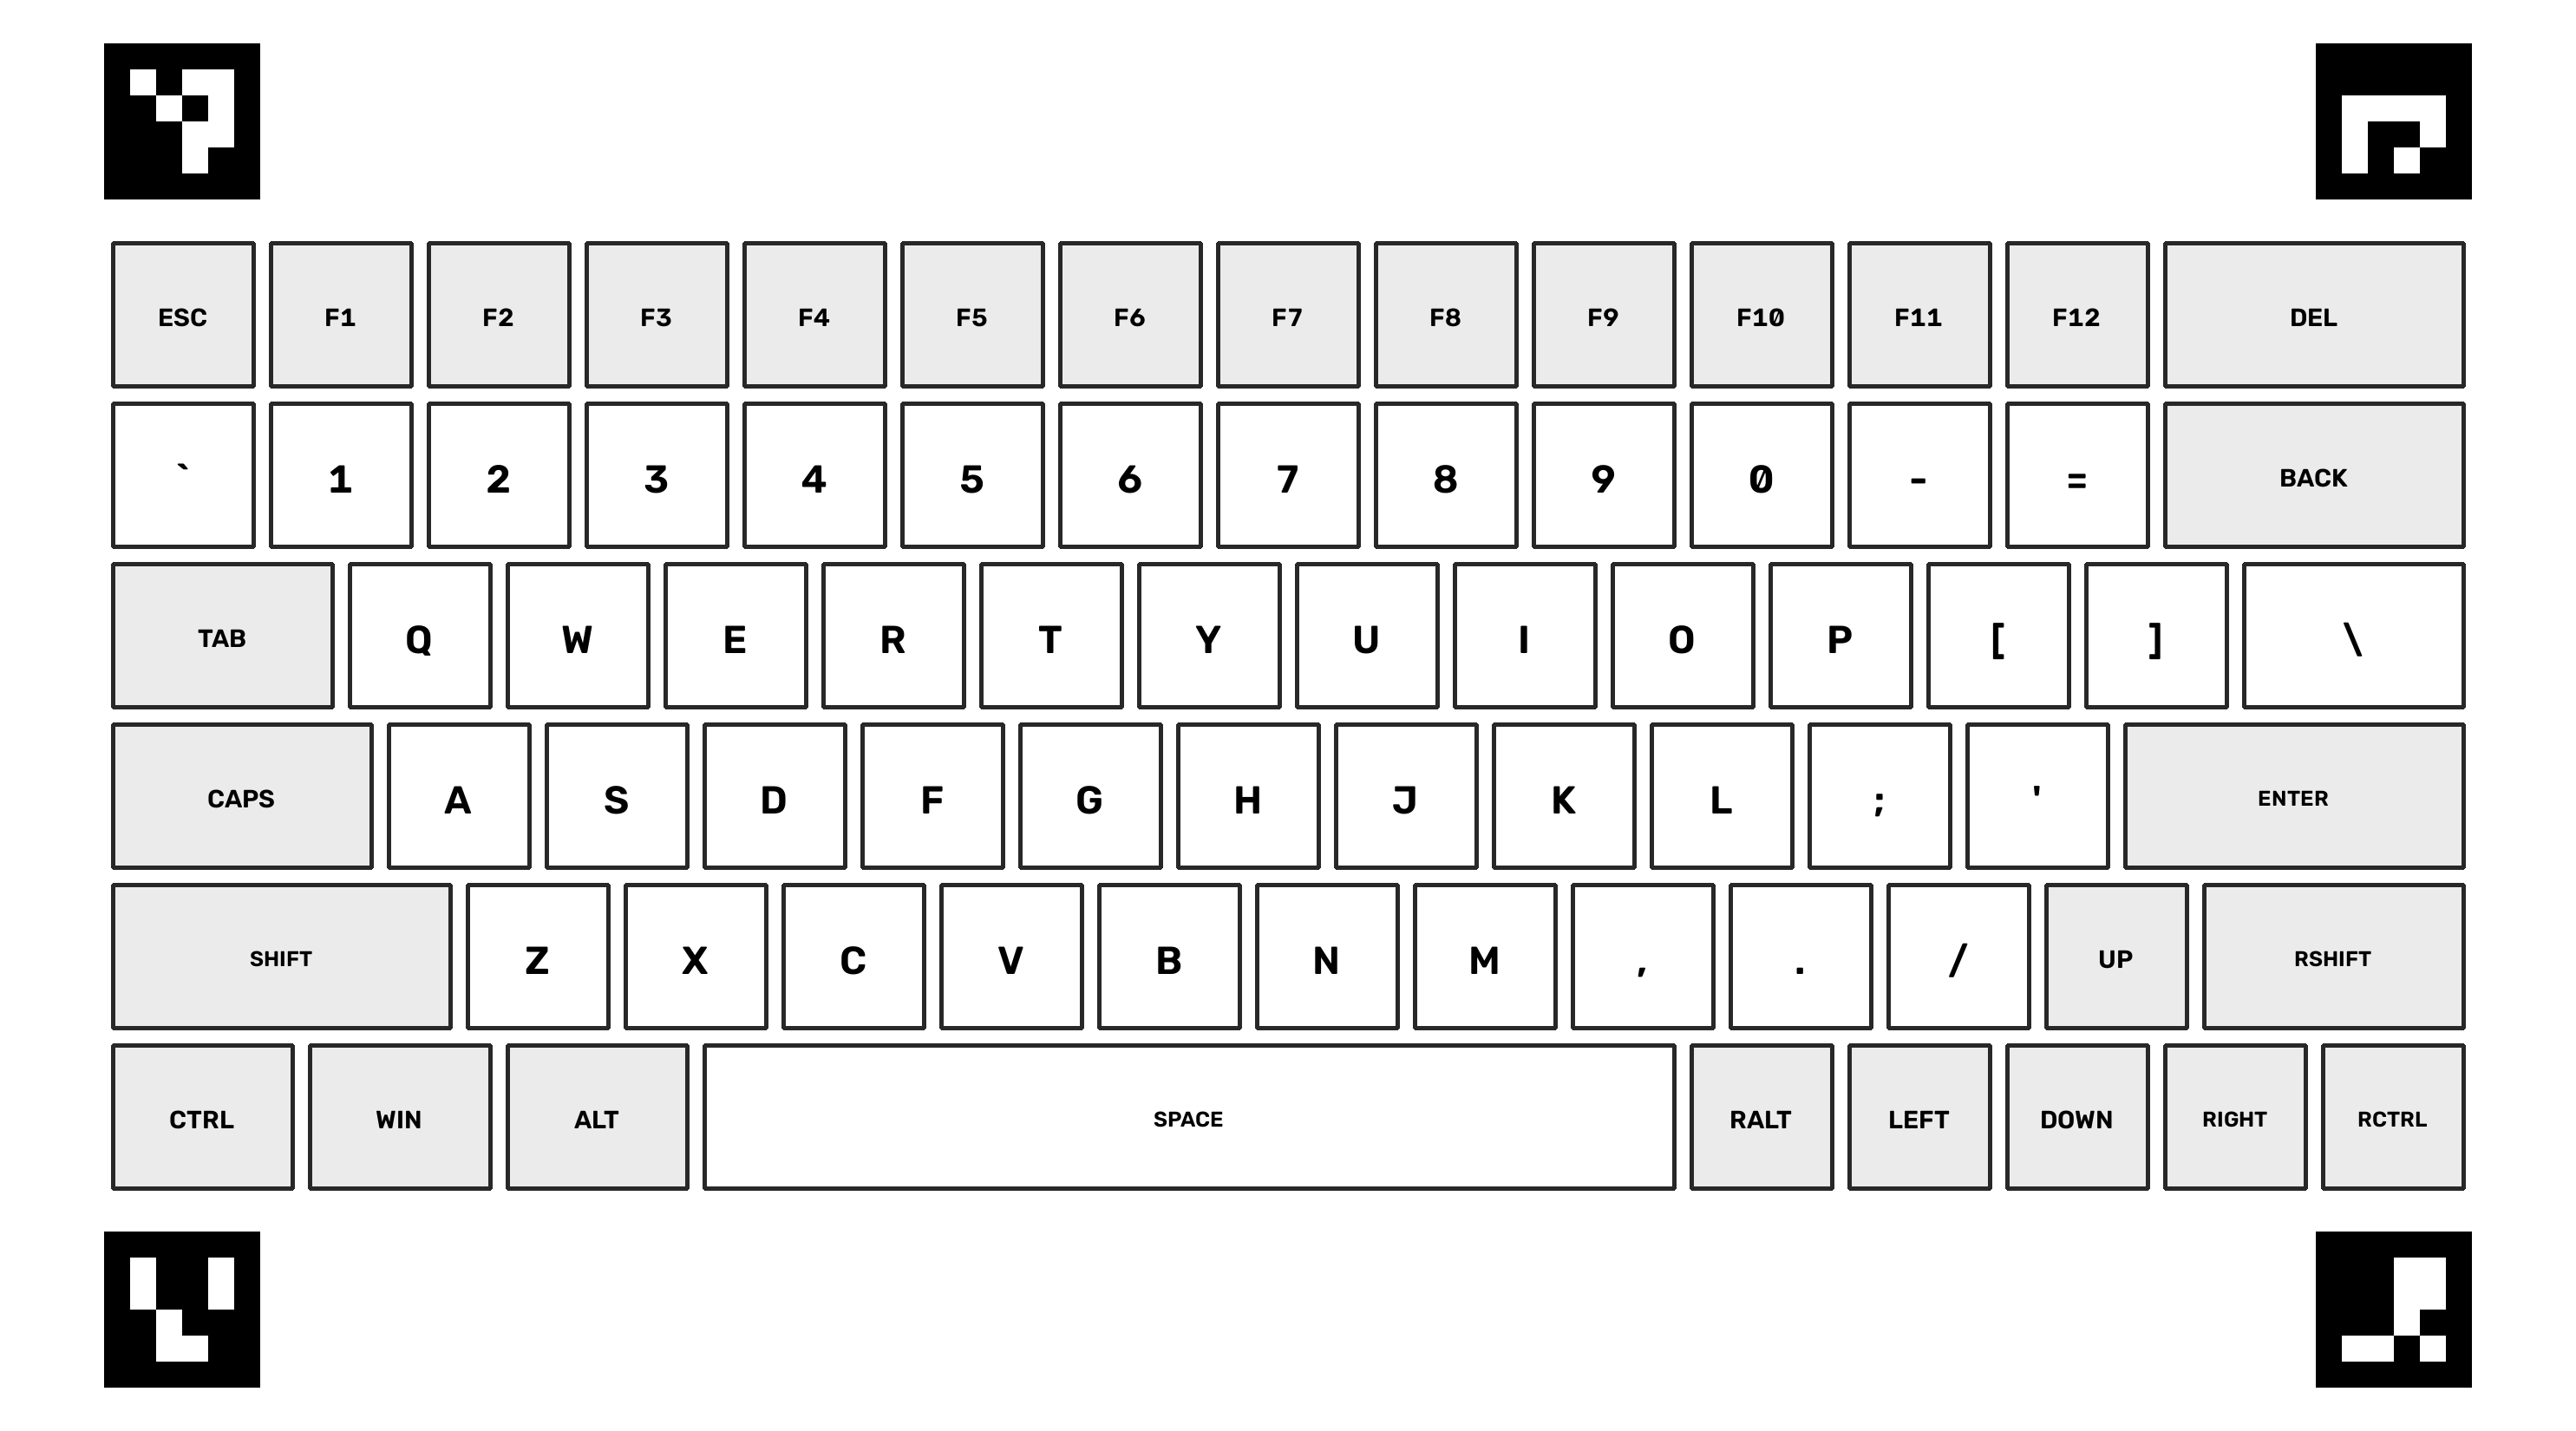 ESC F1 F2 F3 F4 F5 F6 F7 F8 F9 F10 F11 F12 DEL
` 1 2 3 4 5 6 7 8 9 0 - = BACK
TAB Q W E R T Y U I O P [ ] \
CAPS A S D F G H J K L ; ' ENTER
SHIFT Z X C V B N M , . / UP RSHIFT
CTRL WIN ALT SPACE RALT LEFT DOWN RIGHT RCTRL